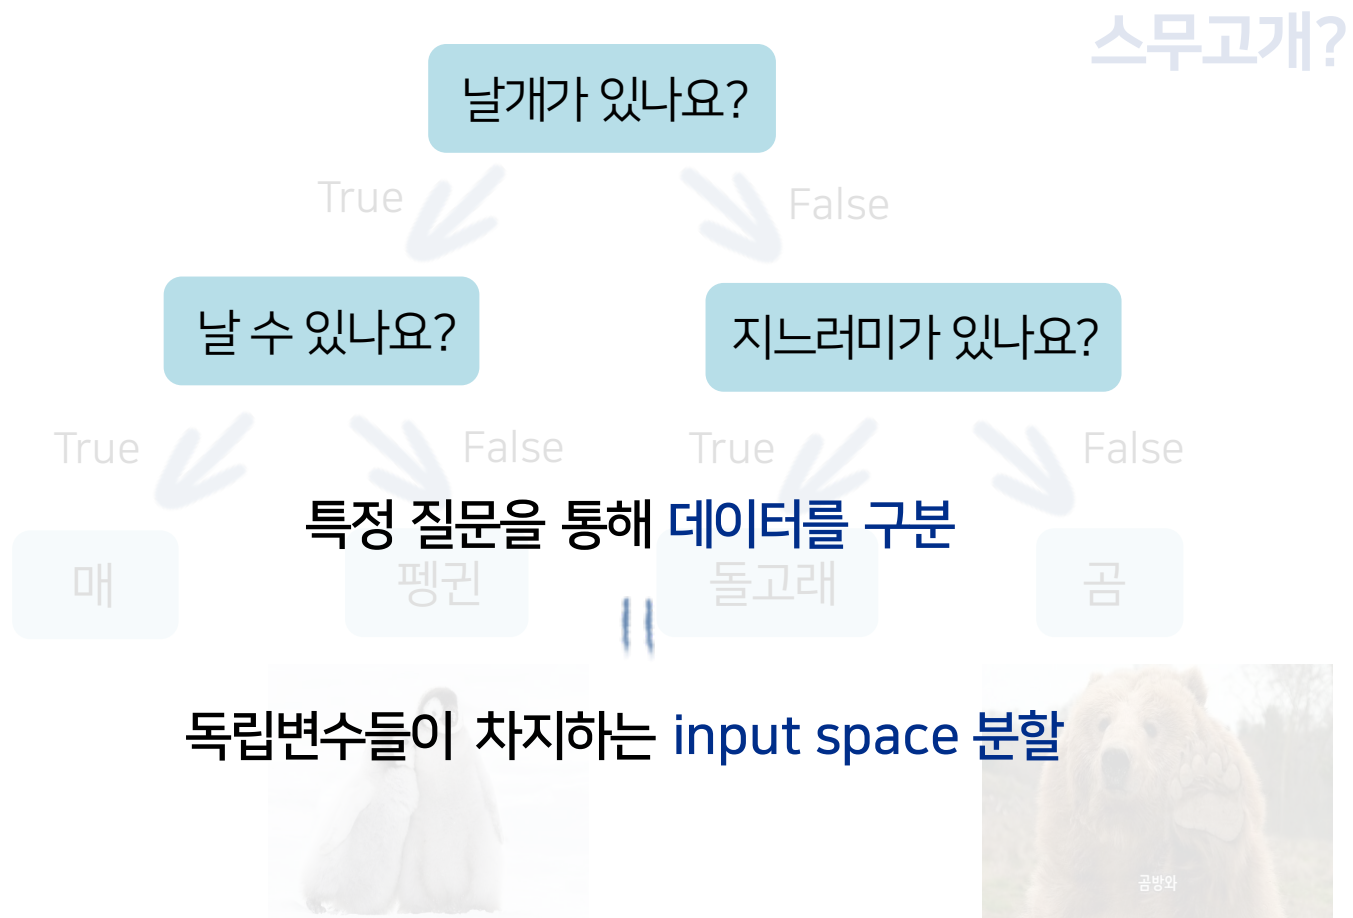 스무고개?
날개가 있나요?
True
False
날 수 있나요?
지느러미가 있나요?
True
False
True
False
특정 질문을 통해 데이터를 구분
매
펭귄
돌고래
곰
독립변수들이 차지하는 input space 분할
곰방와